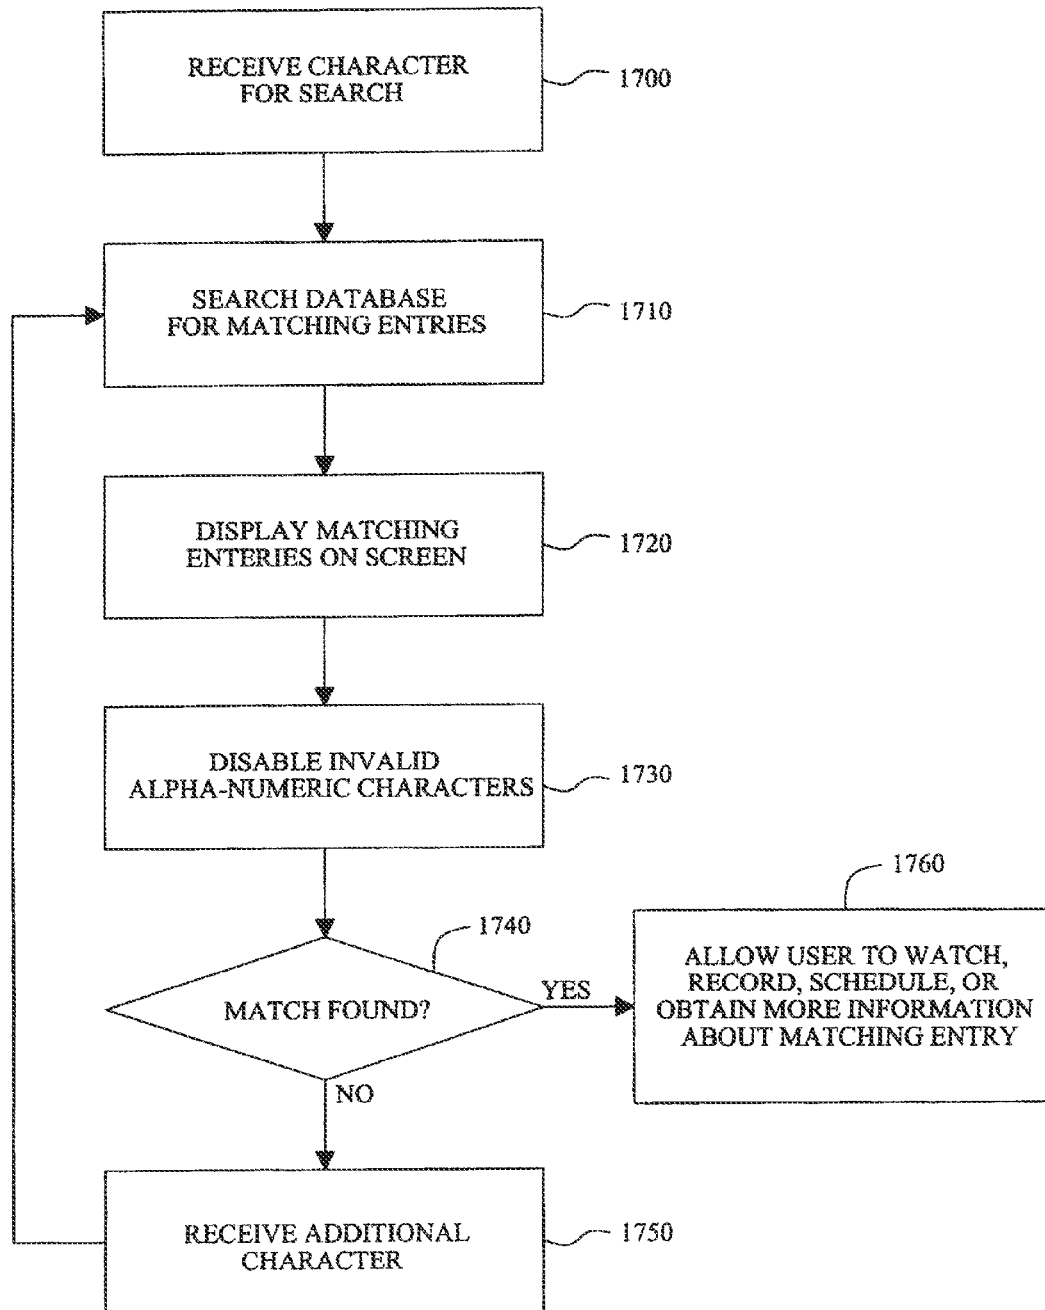 RECEIVE CHARACTER
FOR SEARCH
1700
SEARCH DATABASE
FOR MATCHING ENTRIES
1710
DISPLAY MATCHING
ENTERIES ON SCREEN
1720
DISABLE INVALID
ALPHA-NUMERIC CHARACTERS
1730
1740
MATCH FOUND?
YES
NO
1760
ALLOW USER TO WATCH,
RECORD, SCHEDULE, OR
OBTAIN MORE INFORMATION
ABOUT MATCHING ENTRY
RECEIVE ADDITIONAL
CHARACTER
1750